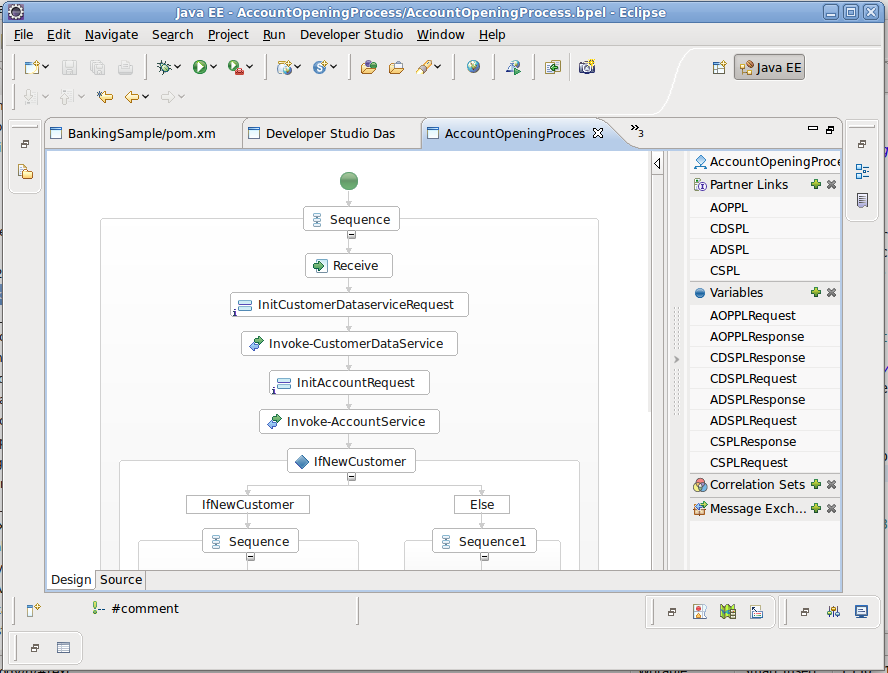 Java EE - AccountOpeningProcess/AccountOpeningProcess.bpel - Eclipse
File Edit Navigate Search Project Run Developer Studio Window Help
Java EE
BankingSample/pom.xm
Developer Studio Das
AccountOpeningProces
»3
Sequence
Receive
InitCustomerDataserviceRequest
Invoke-CustomerDataService
InitAccountRequest
Invoke-AccountService
IfNewCustomer
IfNewCustomer
Else
Sequence
Sequence1
AccountOpeningProce
Partner Links
AOPPL
CDSPL
ADSPL
CSPL
Variables
AOPPLRequest
AOPPLResponse
CDSPLResponse
CDSPLRequest
ADSPLResponse
ADSPLRequest
CSPLResponse
CSPLRequest
Correlation Sets
Message Exch...
Design Source
#comment